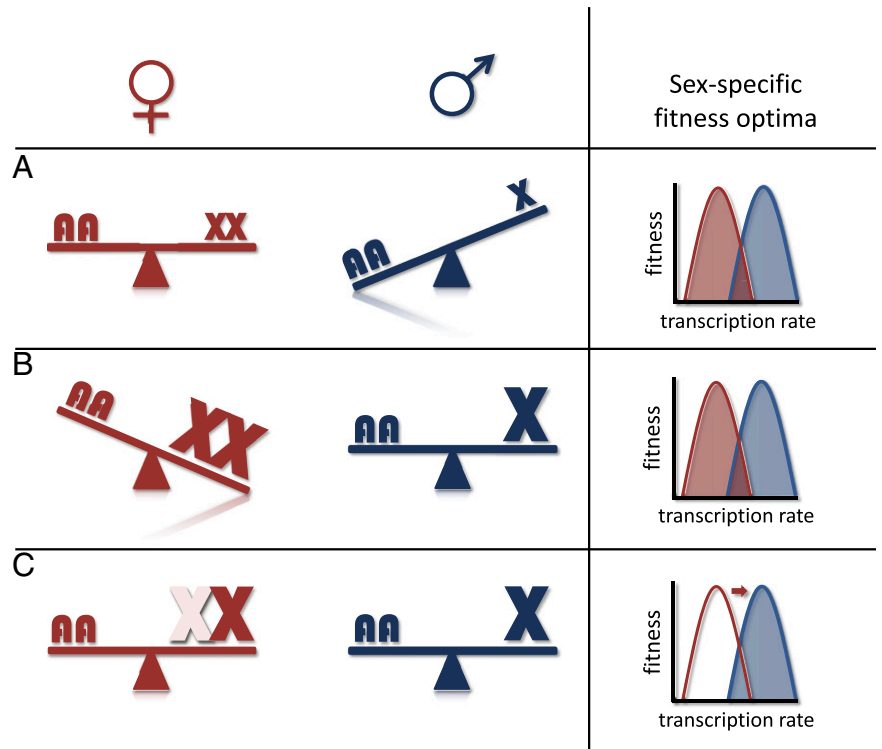 Sex-specific
fitness optima
A
AA
XX
AA
X
fitness
transcription rate
B
AA
XX
AA
X
fitness
transcription rate
C
AA
XX
AA
X
fitness
transcription rate